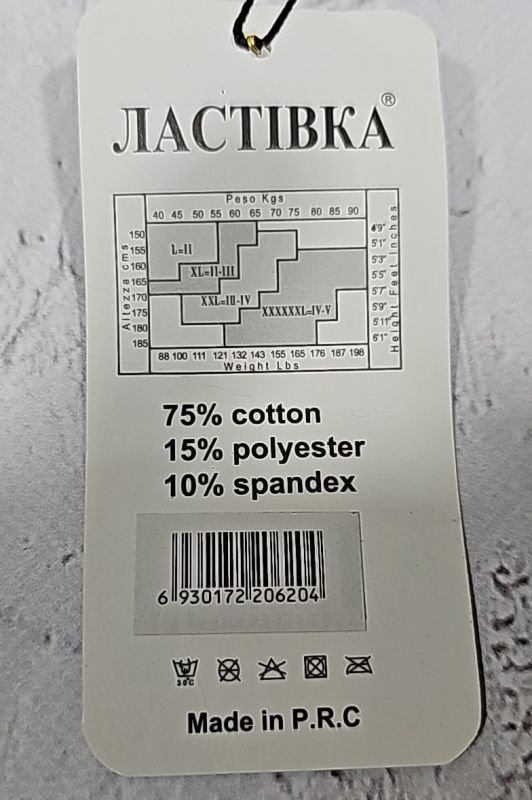 ЛАСТІВКА®
Peso Kgs
40 45 50 55 60 65 70 75 80 85 90
Altezze cms
150
155
160
165
170
175
180
185
L=II
XL=II-III
XXL=III-IV
XXXXXXL=IV-V
4'9"
5'1"
5'3"
5'5"
5'7"
5'9"
5'11"
6'1"
Height Feet Inches
88 100 111 121 132 143 155 165 176 187 198
Weight Lbs
75% cotton
15% polyester
10% spandex
6 930172 206204
30°C
Made in P.R.C